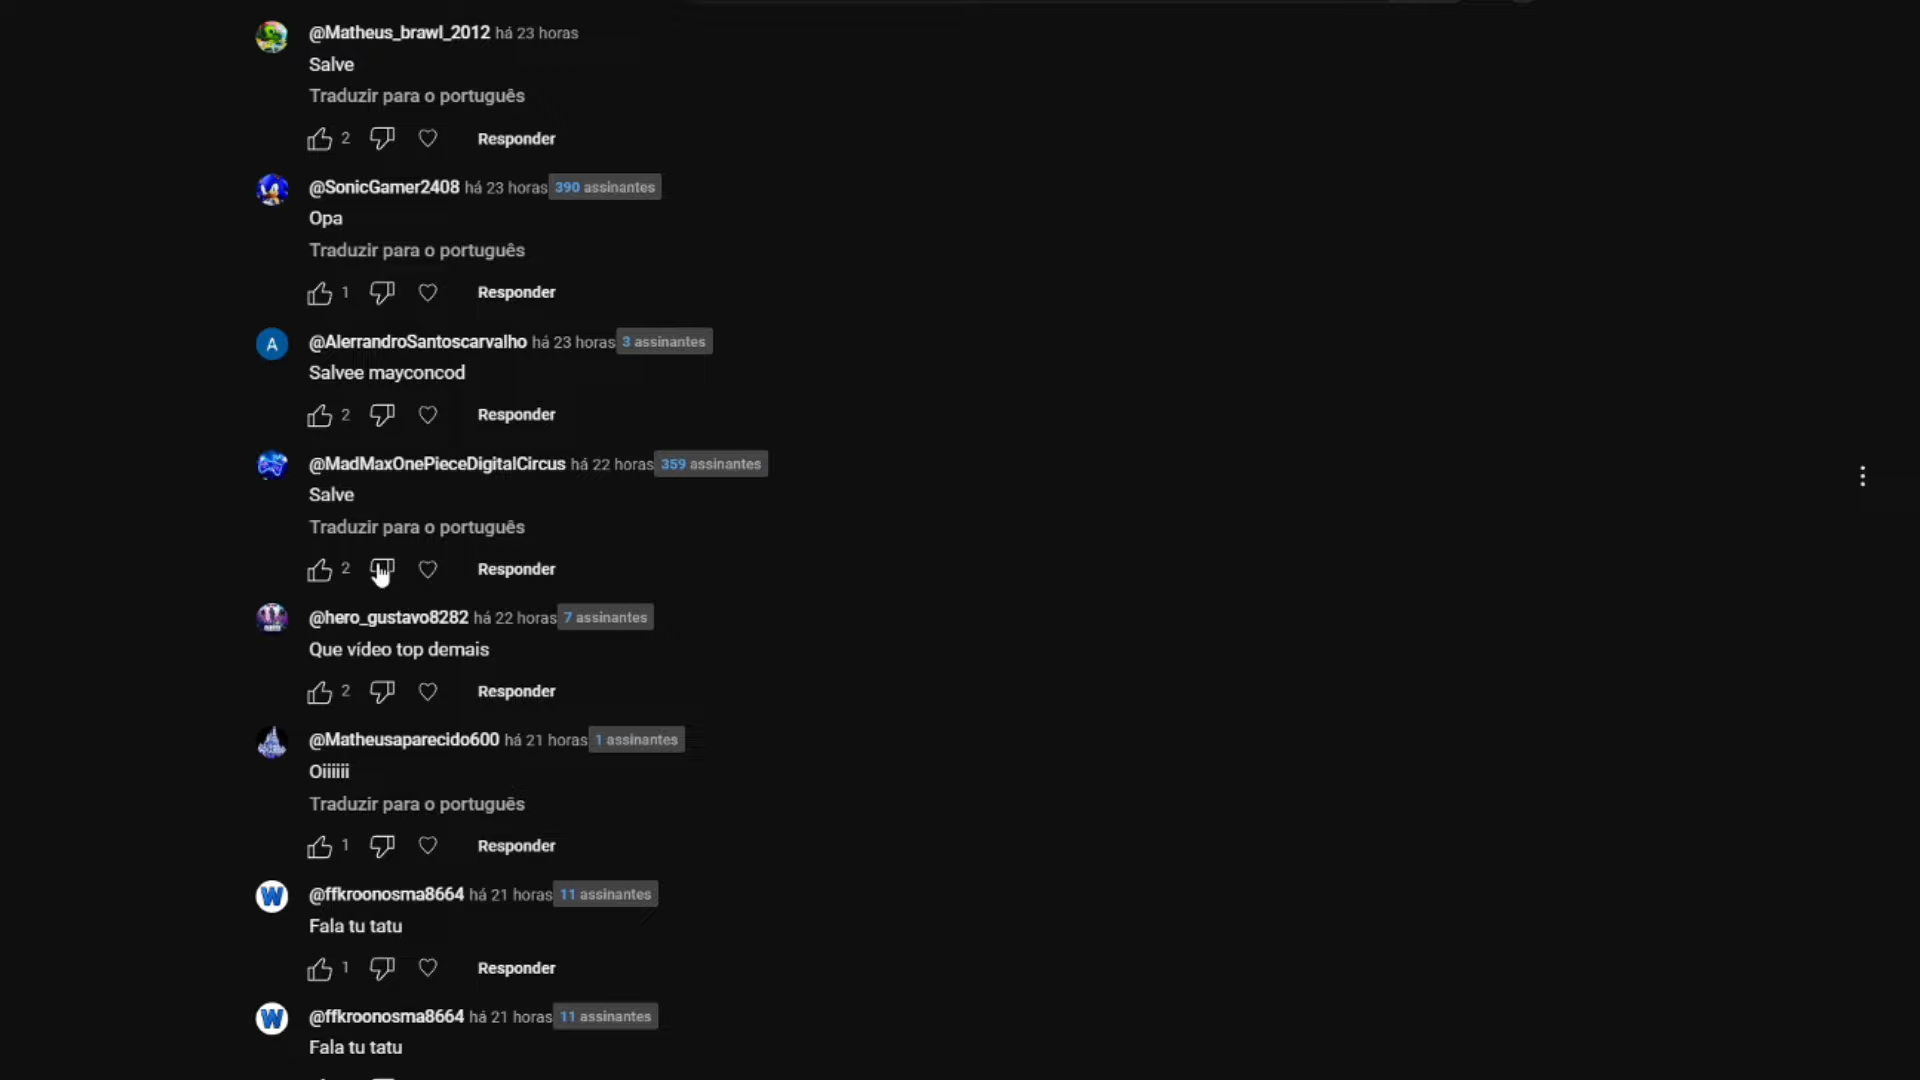 @Matheus_brawl_2012 há 23 horas
Salve
Traduzir para o português
2 Responder
@SonicGamer2408 há 23 horas 390 assinantes
Opa
Traduzir para o português
1 Responder
A @AlerrandroSantoscarvalho há 23 horas 3 assinantes
Salvee mayconcod
2 Responder
@MadMaxOnePieceDigitalCircus há 22 horas 359 assinantes
Salve
Traduzir para o português
2 Responder
@hero_gustavo8282 há 22 horas 7 assinantes
Que vídeo top demais
2 Responder
@Matheusaparecido600 há 21 horas 1 assinantes
Oiiiiii
Traduzir para o português
1 Responder
W @ffkroonosma8664 há 21 horas 11 assinantes
Fala tu tatu
1 Responder
W @ffkroonosma8664 há 21 horas 11 assinantes
Fala tu tatu